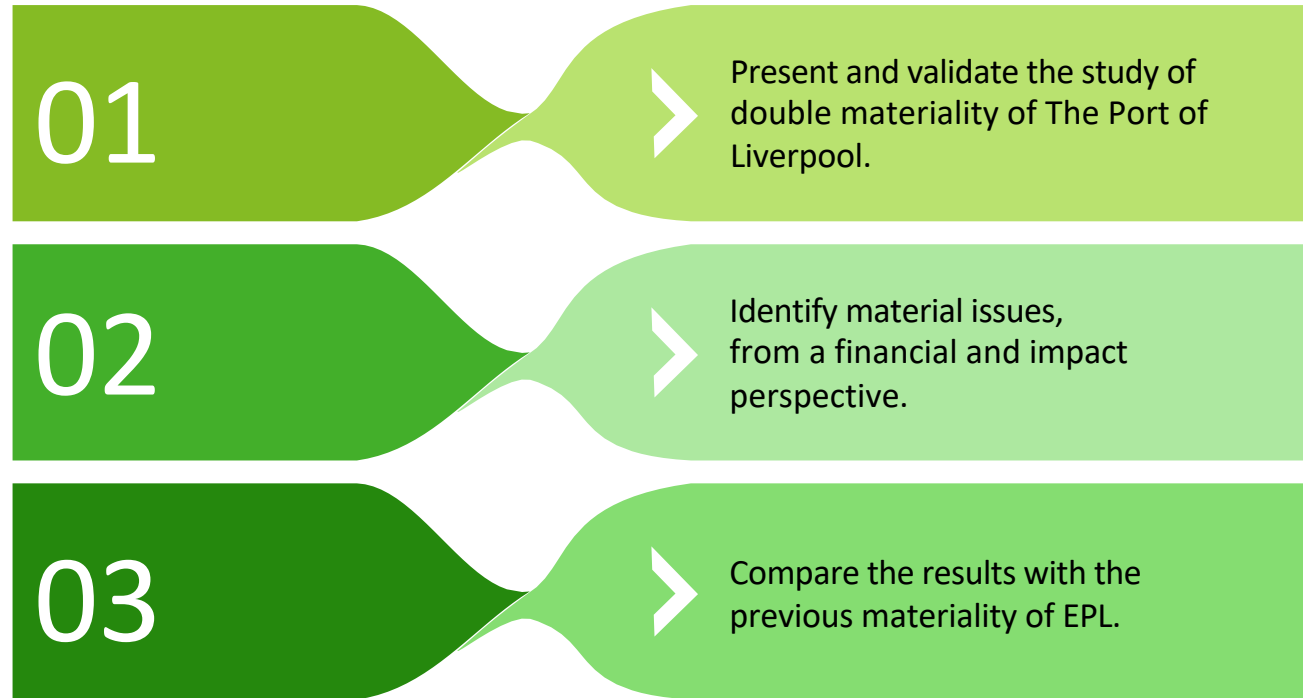 01
Present and validate the study of
double materiality of The Port of
Liverpool.
02
Identify material issues,
from a financial and impact
perspective.
03
Compare the results with the
previous materiality of EPL.